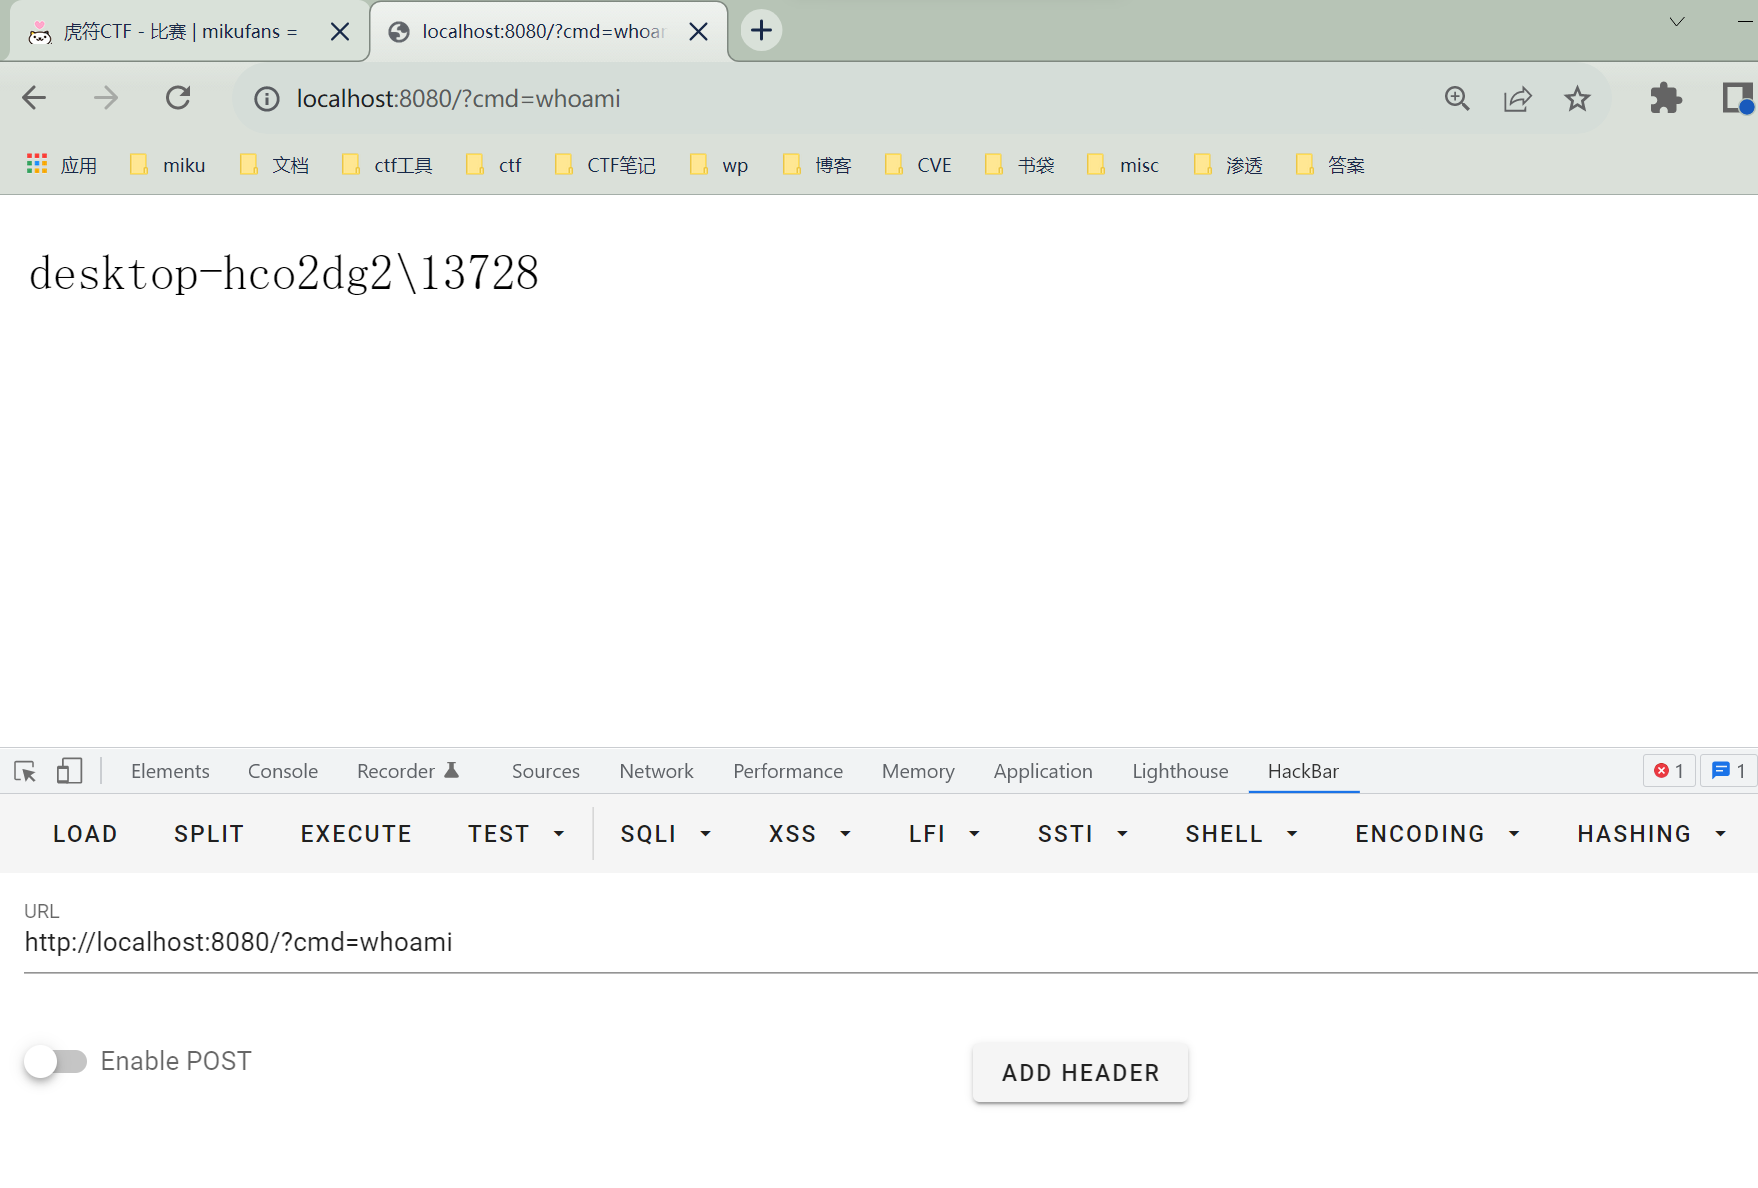 虎符CTF - 比赛 | mikufans =
localhost:8080/?cmd=whoar
localhost:8080/?cmd=whoami
应用 miku 文档 ctf工具 ctf CTF笔记 wp 博客 CVE 书袋 misc 渗透 答案
desktop-hco2dg2\13728
Elements Console Recorder Sources Network Performance Memory Application Lighthouse HackBar 1 1
LOAD SPLIT EXECUTE TEST SQLI XSS LFI SSTI SHELL ENCODING HASHING
URL
http://localhost:8080/?cmd=whoami
Enable POST ADD HEADER